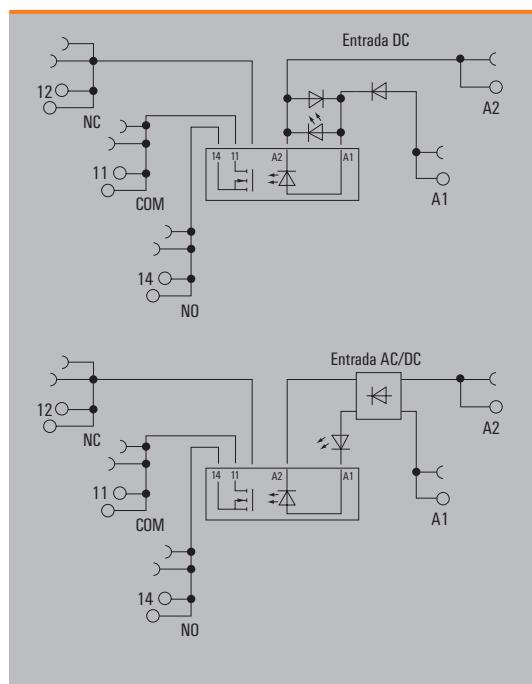 Entrada DC
12
NC
A2
11
COM
14 11 A2 A1
A1
14
NO
Entrada AC/DC
12
NC
A2
11
COM
14 11 A2 A1
A1
14
NO